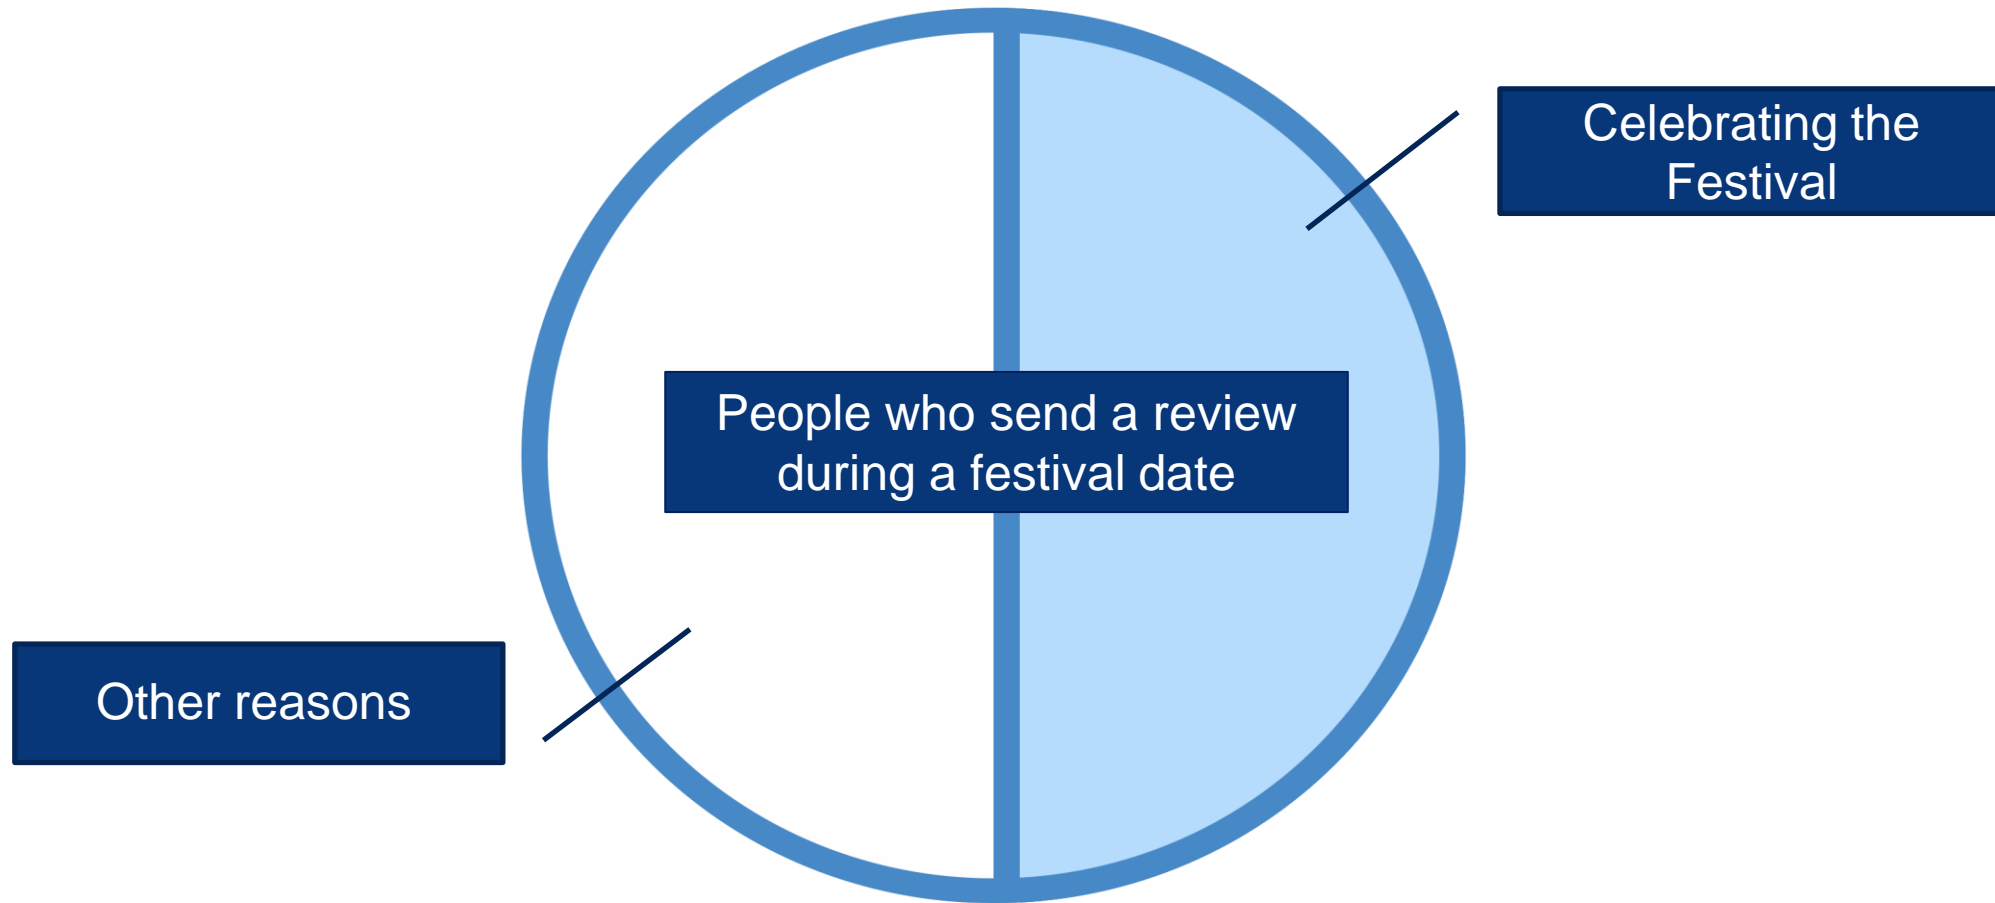 Celebrating the
Festival
People who send a review
during a festival date
Other reasons